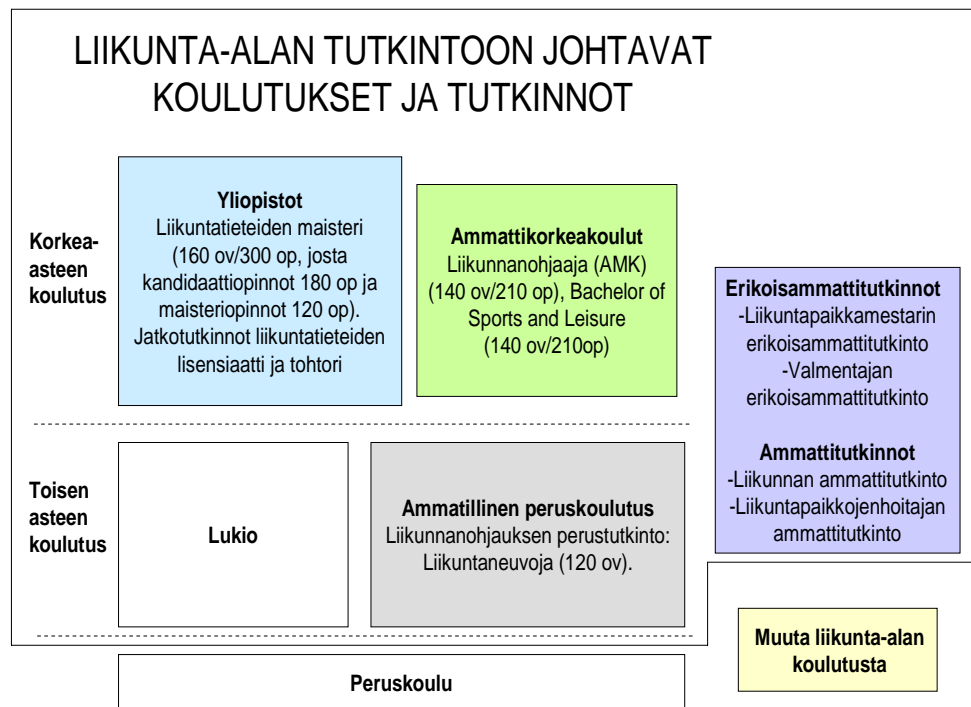 LIIKUNTA-ALAN TUTKINTOON JOHTAVAT
KOULUTUKSET JA TUTKINNOT
Korkea-
asteen
koulutus
Yliopistot
Liikuntatieteiden maisteri
(160 ov/300 op, josta
kandidaattiopinnot 180 op ja
maisteriopinnot 120 op).
Jatkotutkinnot liikuntatieteiden
lisensiaatti ja tohtori
Ammattikorkeakoulut
Liikunnanohjaaja (AMK)
(140 ov/210 op), Bachelor of
Sports and Leisure
(140 ov/210op)
Erikoisammattitutkinnot
-Liikuntapaikkamestarin
erikoisammattitutkinto
-Valmentajan
erikoisammattitutkinto
Ammattitutkinnot
-Liikunnan ammattitutkinto
-Liikuntapaikkojenhoitajan
ammattitutkinto
Toisen
asteen
koulutus
Lukio
Ammatillinen peruskoulutus
Liikunnanohjauksen perustutkinto:
Liikuntaneuvoja (120 ov).
Muuta liikunta-alan
koulutusta
Peruskoulu